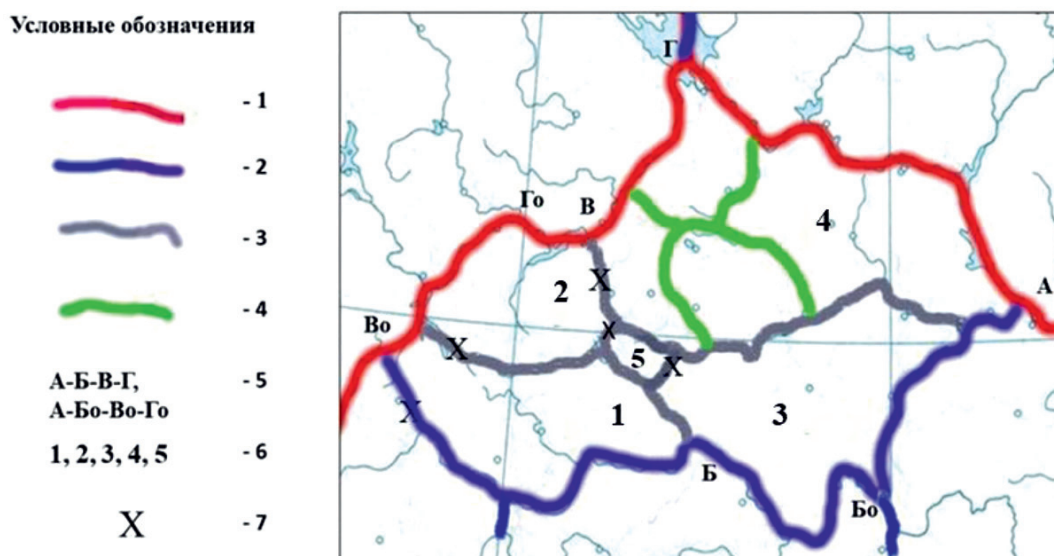 Условные обозначения
- 1
- 2
- 3
- 4
А-Б-В-Г, - 5
А-Бо-Во-Го
1, 2, 3, 4, 5 - 6
X - 7
Г
Го В
4
X
2
А
Во
X
X
5 X
X
1 3
Б
Бо